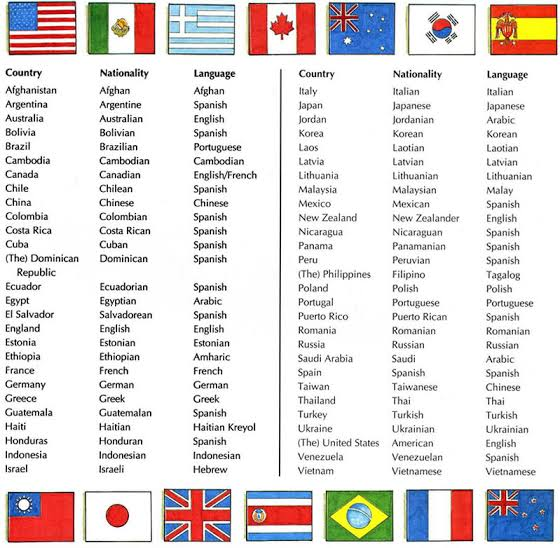 Country Nationality Language
Afghanistan Afghan Afghan
Argentina Argentine Spanish
Australia Australian English
Bolivia Bolivian Spanish
Brazil Brazilian Portuguese
Cambodia Cambodian Cambodian
Canada Canadian English/French
Chile Chilean Spanish
China Chinese Chinese
Colombia Colombian Spanish
Costa Rica Costa Rican Spanish
Cuba Cuban Spanish
(The) Dominican Dominican Spanish
Republic
Ecuador Ecuadorian Spanish
Egypt Egyptian Arabic
El Salvador Salvadorean Spanish
England English English
Estonia Estonian Estonian
Ethiopia Ethiopian Amharic
France French French
Germany German German
Greece Greek Greek
Guatemala Guatemalan Spanish
Haiti Haitian Haitian Kreyol
Honduras Honduran Spanish
Indonesia Indonesian Indonesian
Israel Israeli Hebrew
Country Nationality Language
Italy Italian Italian
Japan Japanese Japanese
Jordan Jordanian Arabic
Korea Korean Korean
Laos Laotian Laotian
Latvia Latvian Latvian
Lithuania Lithuanian Lithuanian
Malaysia Malaysian Malay
Mexico Mexican Spanish
New Zealand New Zealander English
Nicaragua Nicaraguan Spanish
Panama Panamanian Spanish
Peru Peruvian Spanish
(The) Philippines Filipino Tagalog
Poland Polish Polish
Portugal Portuguese Portuguese
Puerto Rico Puerto Rican Spanish
Romania Romanian Romanian
Russia Russian Russian
Saudi Arabia Saudi Arabic
Spain Spanish Spanish
Taiwan Taiwanese Chinese
Thailand Thai Thai
Turkey Turkish Turkish
Ukraine Ukrainian Ukrainian
(The) United States American English
Venezuela Venezuelan Spanish
Vietnam Vietnamese Vietnamese